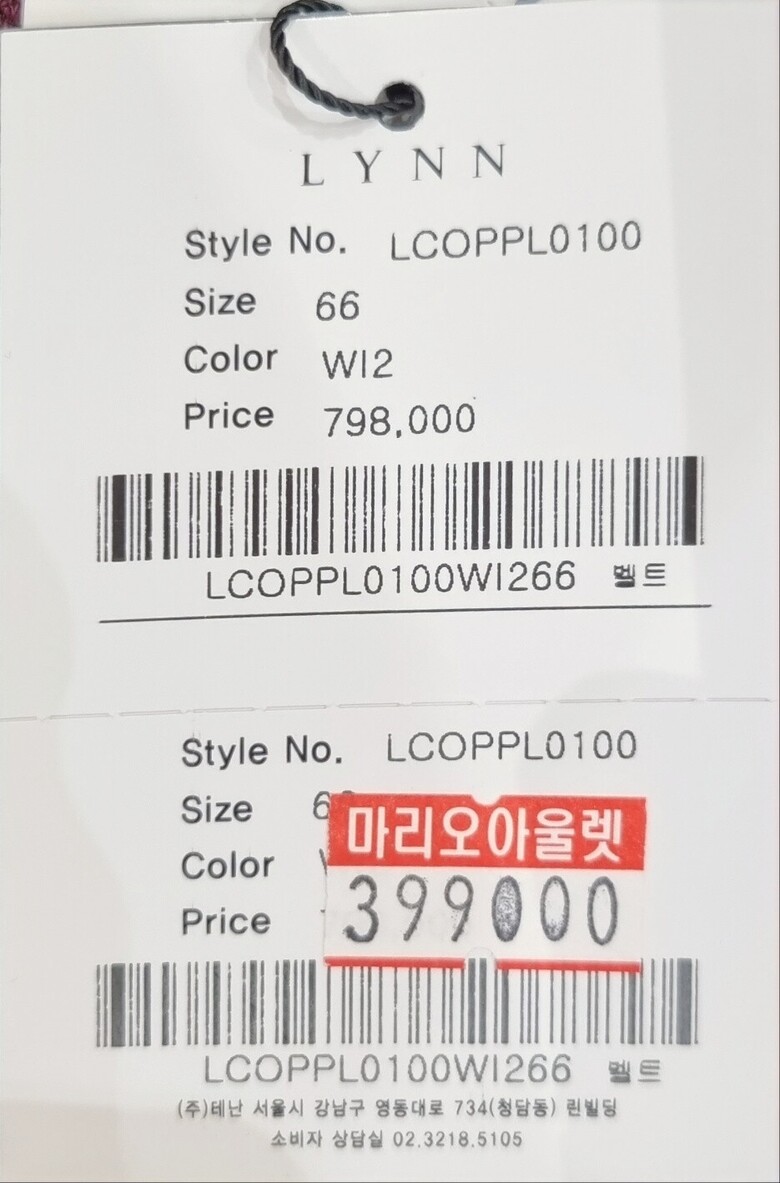 LYNN
Style No. LCOPPL0100
Size 66
Color WI2
Price 798,000
LCOPPL0100WI266 벨트
Style No. LCOPPL0100
Size 6
마리오아울렛
Color
399000
Price
LCOPPL0100WI266 벨트
(주)테난 서울시 강남구 영동대로 734(청담동) 린빌딩
소비자 상담실 02.3218.5105